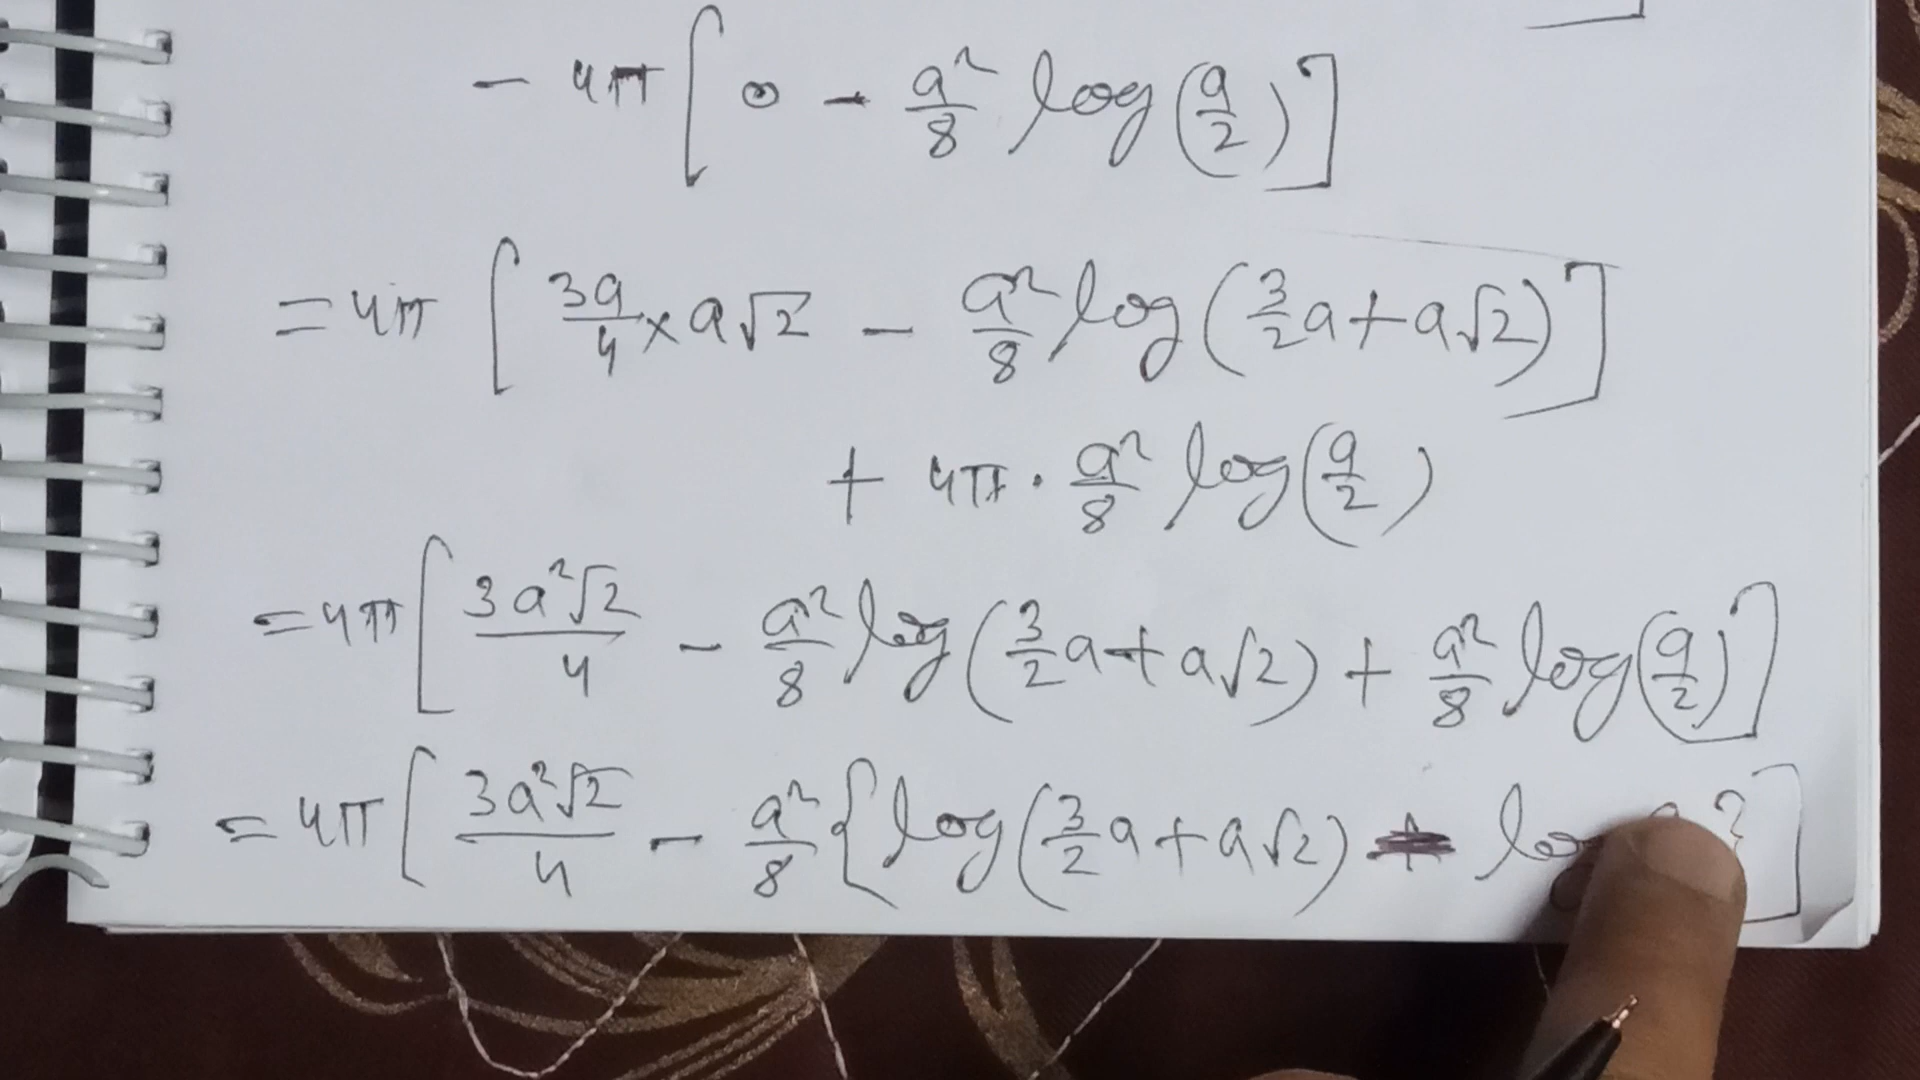 - 4π[0 - a²/8 log(a/2)]
= 4π[3a/4 × a√2 - a²/8 log(3/2 a + a√2)]
+ 4π · a²/8 log(a/2)
= 4π[3a²√2/4 - a²/8 log(3/2 a + a√2) + a²/8 log(a/2)]
= 4π[3a²√2/4 - a²/8 {log(3/2 a + a√2) -